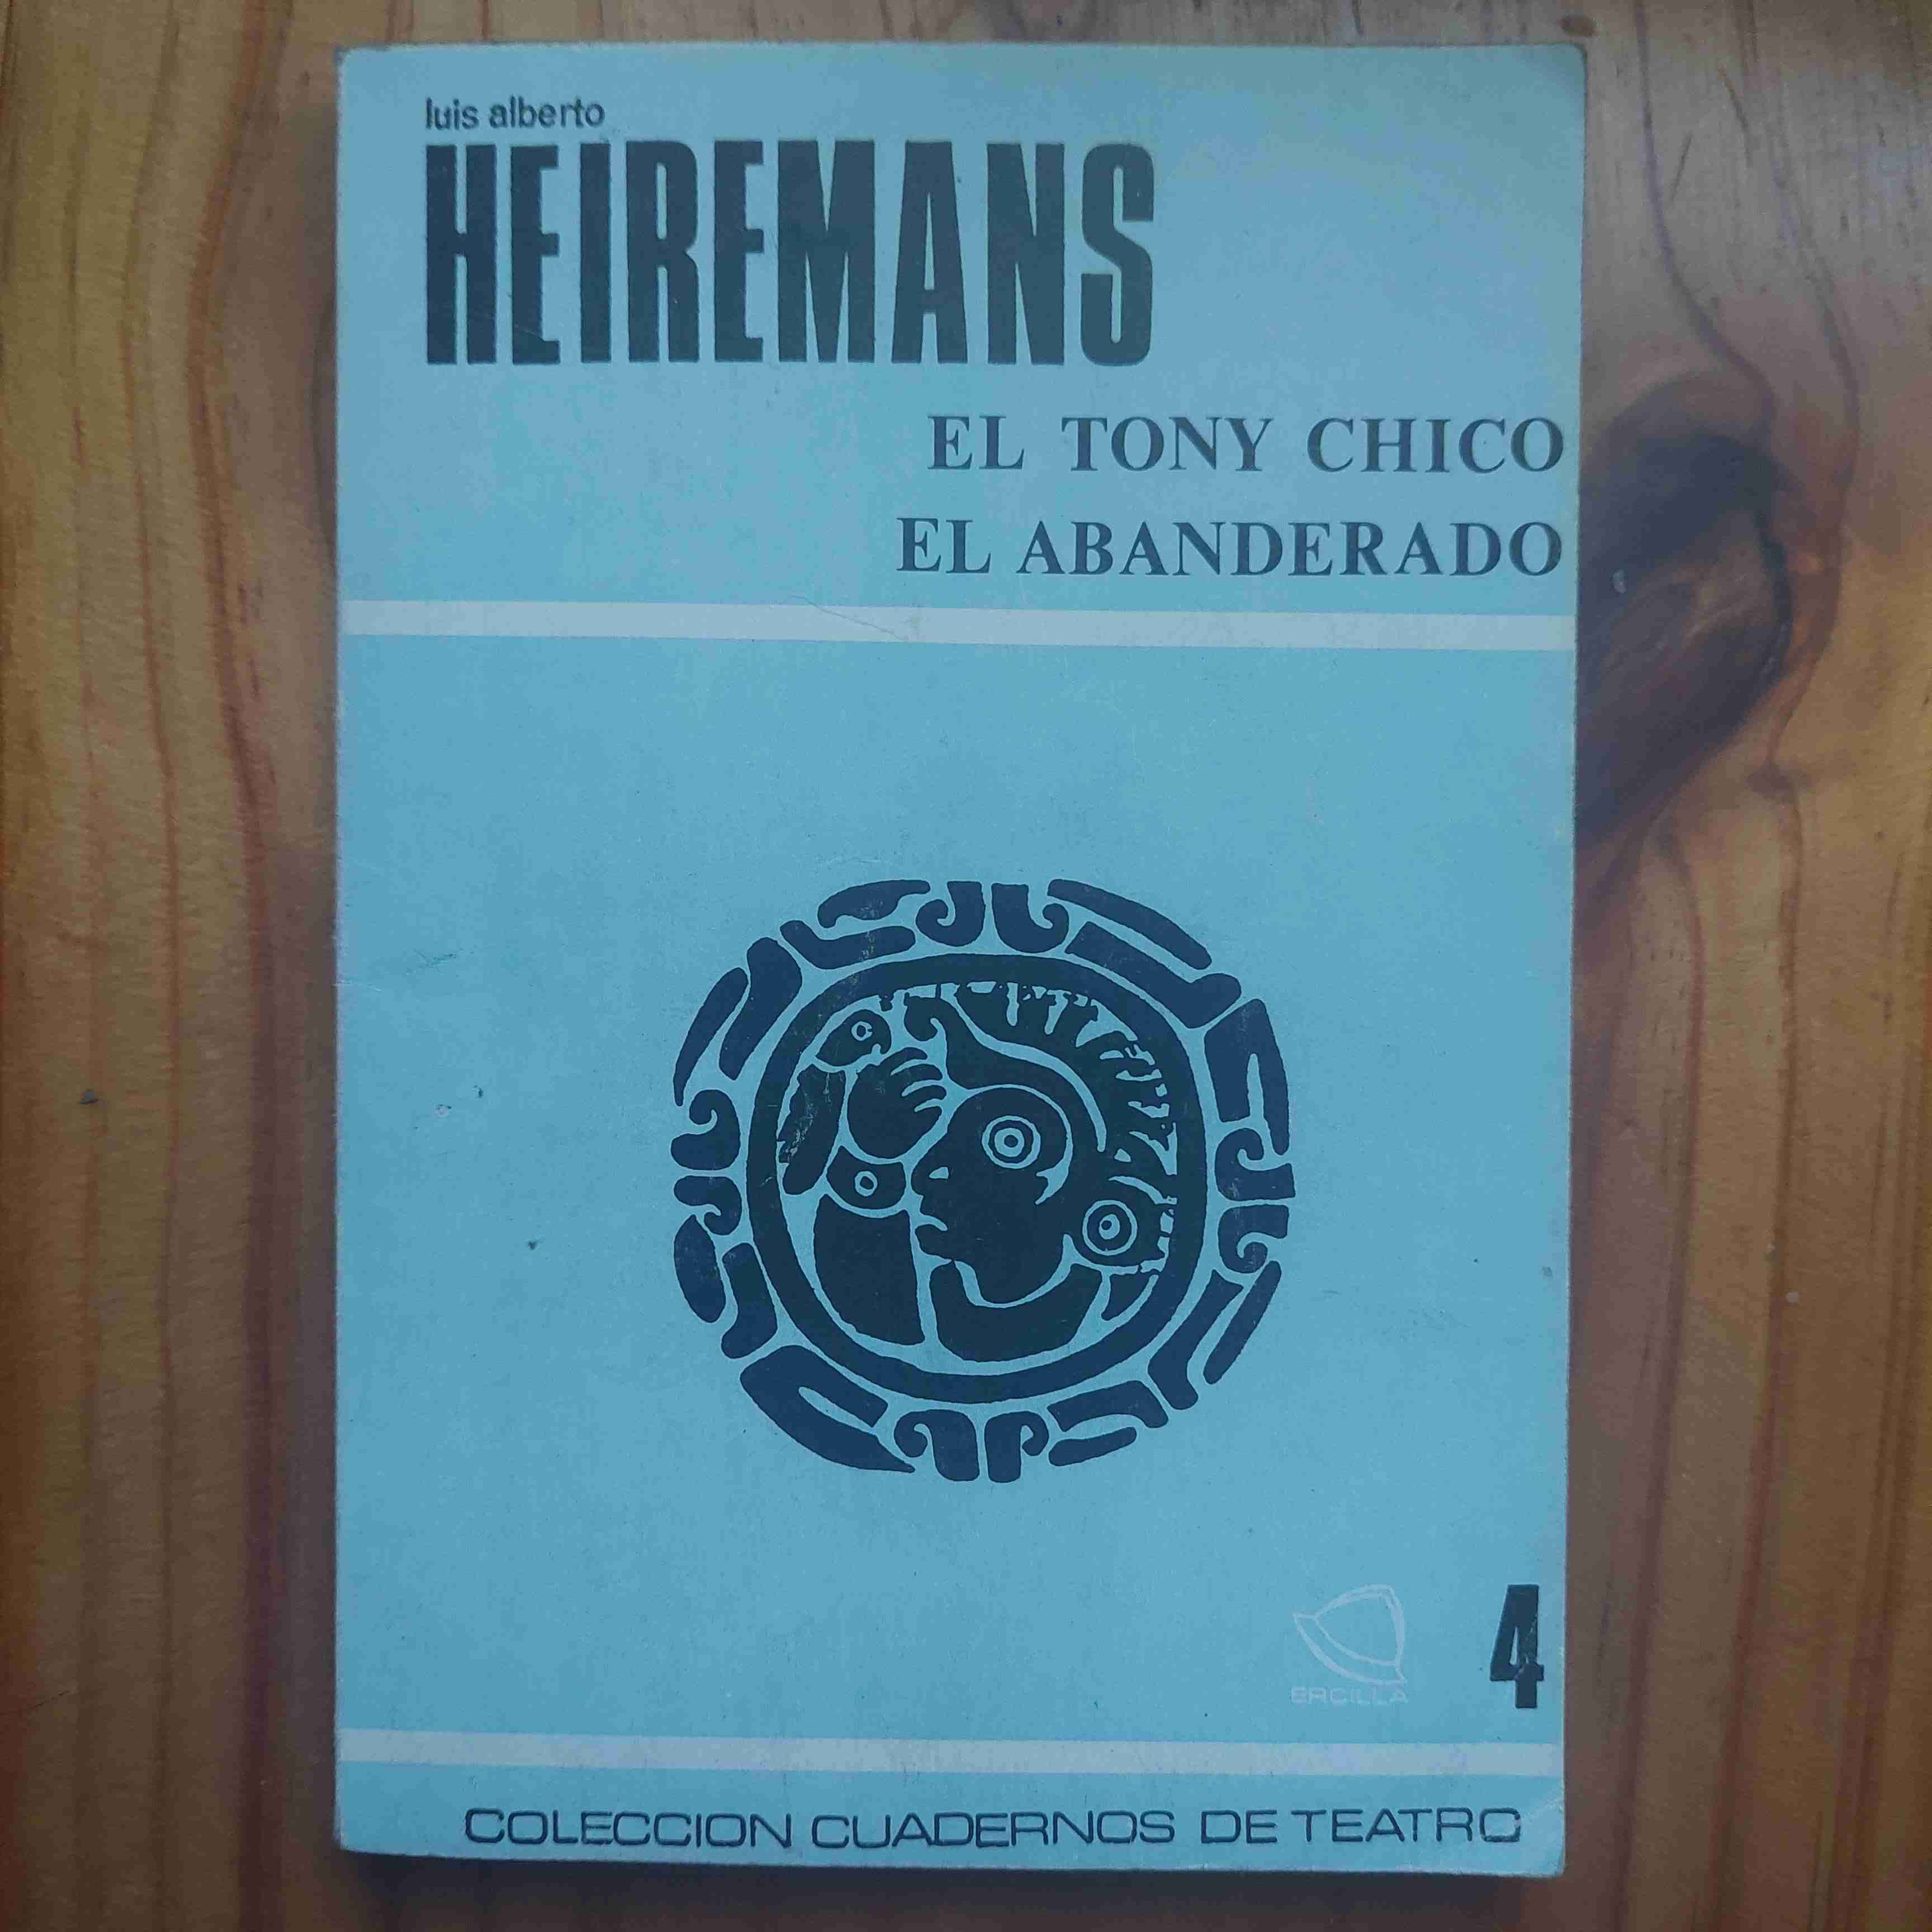 luis alberto
HEIREMANS
EL TONY CHICO
EL ABANDERADO
ERCILLA
4
COLECCION CUADERNOS DE TEATRO